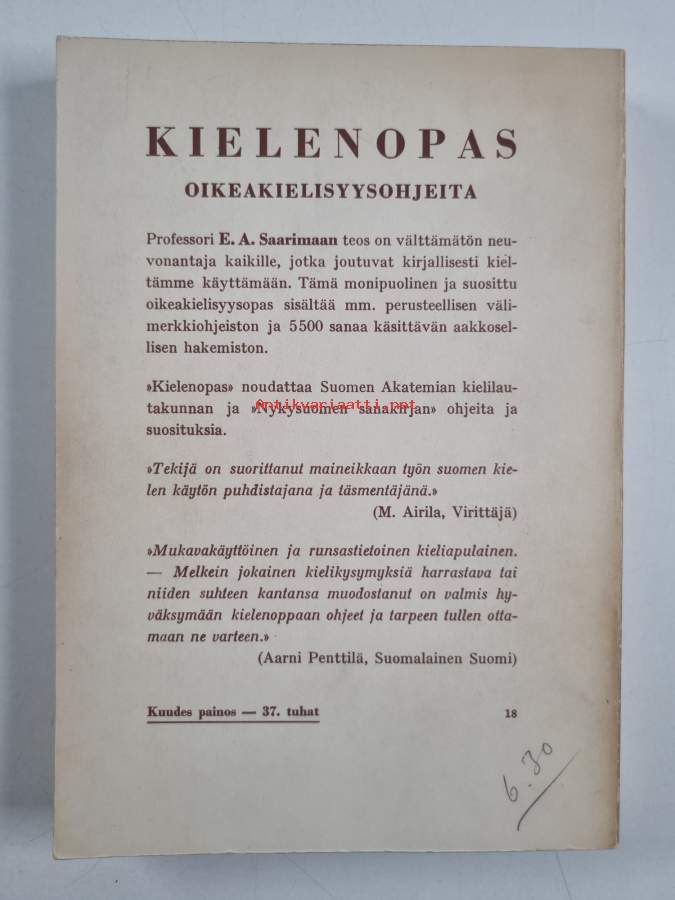 KIELENOPAS
OIKEAKIELISYYSOHJEITA
Professori E. A. Saarimaan teos on välttämätön neu-
vonantaja kaikille, jotka joutuvat kirjallisesti kiel-
tämme käyttämään. Tämä monipuolinen ja suosittu
oikeakielisyysopas sisältää mm. perusteellisen väli-
merkkiohjeiston ja 5500 sanaa käsittävän aakkosel-
lisen hakemiston.
»Kielenopas» noudattaa Suomen Akatemian kielilau-
takunnan ja »Nykysuomen sanakirjan» ohjeita ja
Antikvariaatti.net
suosituksia.
»Tekijä on suorittanut maineikkaan työn suomen kie-
len käytön puhdistajana ja täsmentäjänä.»
(M. Airila, Virittäjä)
»Mukavakäyttöinen ja runsastietoinen kieliapulainen.
— Melkein jokainen kielikysymyksiä harrastava tai
niiden suhteen kantansa muodostanut on valmis hy-
väksymään kielenoppaan ohjeet ja tarpeen tullen otta-
maan ne varteen.»
(Aarni Penttilä, Suomalainen Suomi)
Kuudes painos — 37. tuhat 18
6.30